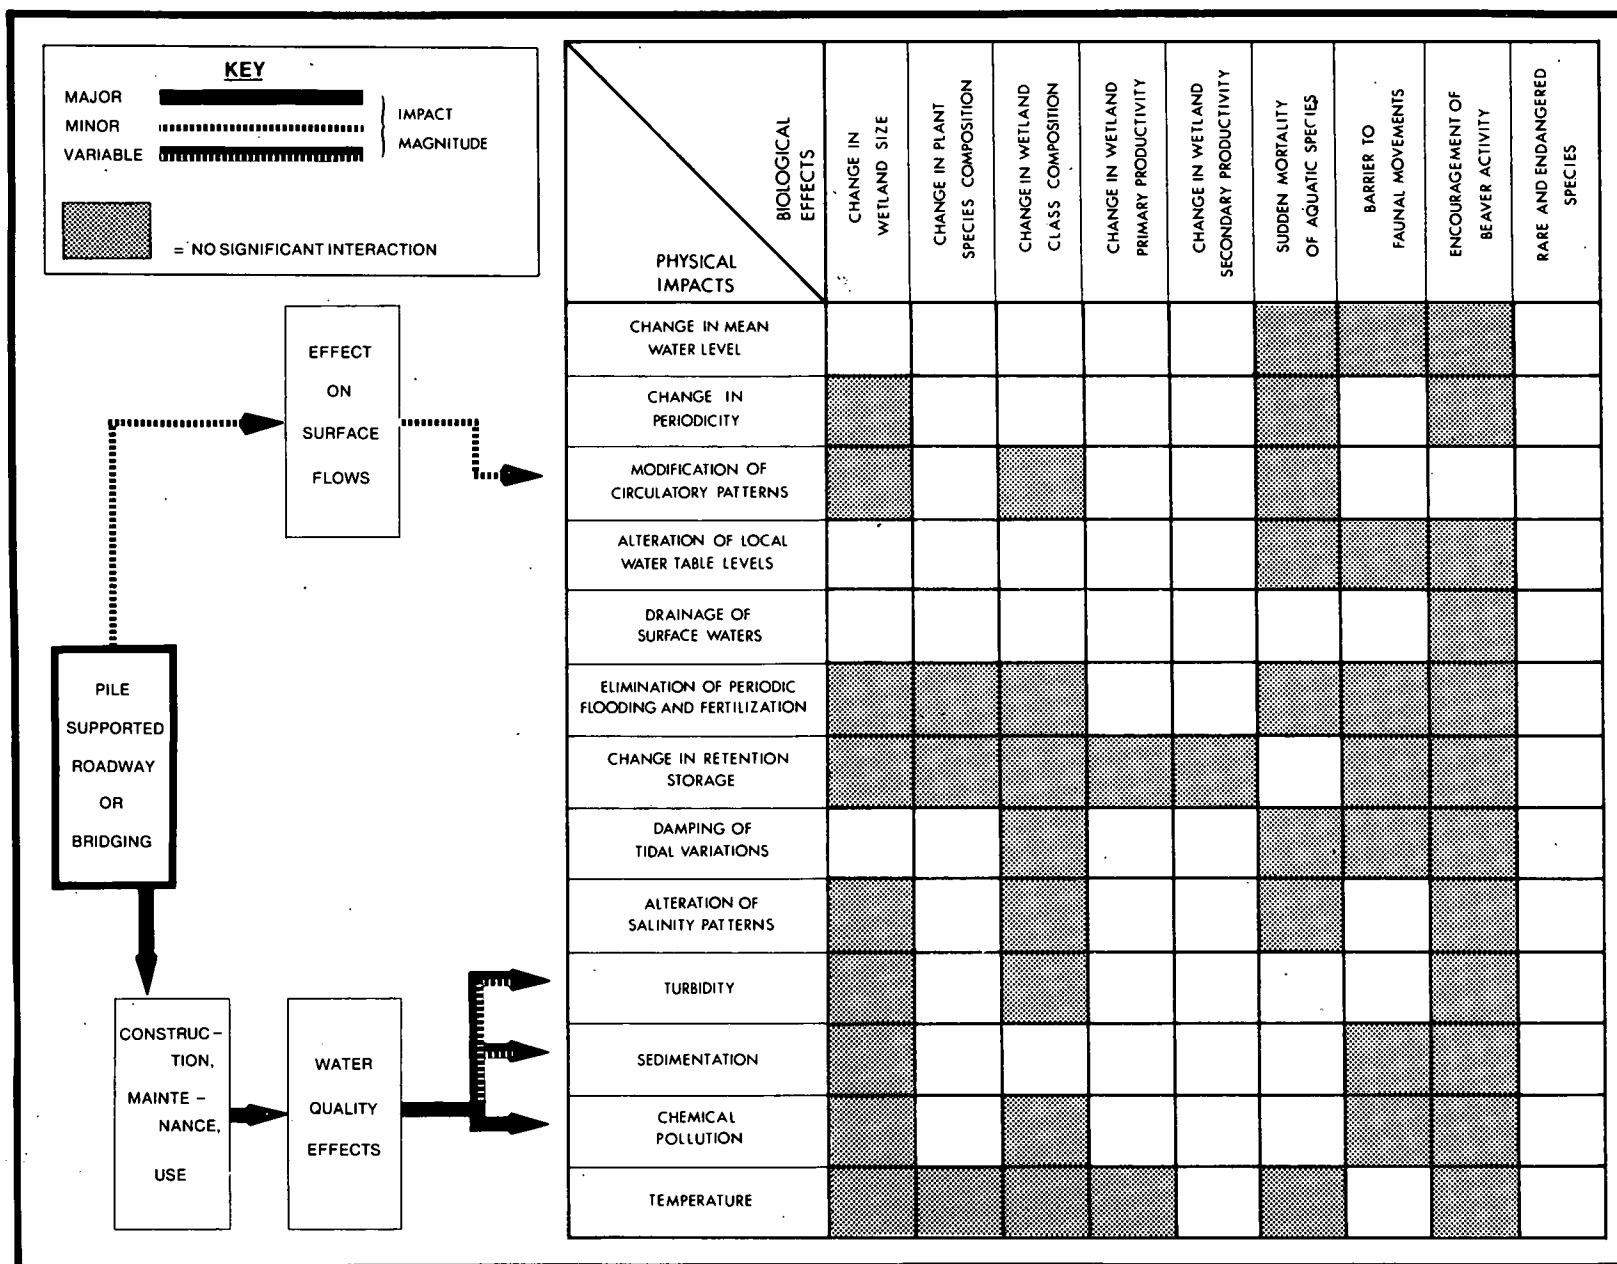 KEY
MAJOR
MINOR
VARIABLE
IMPACT
MAGNITUDE
= NO SIGNIFICANT INTERACTION
EFFECT
ON
SURFACE
FLOWS
PILE
SUPPORTED
ROADWAY
OR
BRIDGING
CONSTRUC-
TION,
MAINTE-
NANCE,
USE
WATER
QUALITY
EFFECTS
BIOLOGICAL
EFFECTS
PHYSICAL
IMPACTS
CHANGE IN
WETLAND SIZE
CHANGE IN PLANT
SPECIES COMPOSITION
CHANGE IN WETLAND
CLASS COMPOSITION
CHANGE IN WETLAND
PRIMARY PRODUCTIVITY
CHANGE IN WETLAND
SECONDARY PRODUCTIVITY
SUDDEN MORTALITY
OF AQUATIC SPECIES
BARRIER TO
FAUNAL MOVEMENTS
ENCOURAGEMENT OF
BEAVER ACTIVITY
RARE AND ENDANGERED
SPECIES
CHANGE IN MEAN
WATER LEVEL
CHANGE IN
PERIODICITY
MODIFICATION OF
CIRCULATORY PATTERNS
ALTERATION OF LOCAL
WATER TABLE LEVELS
DRAINAGE OF
SURFACE WATERS
ELIMINATION OF PERIODIC
FLOODING AND FERTILIZATION
CHANGE IN RETENTION
STORAGE
DAMPING OF
TIDAL VARIATIONS
ALTERATION OF
SALINITY PATTERNS
TURBIDITY
SEDIMENTATION
CHEMICAL
POLLUTION
TEMPERATURE